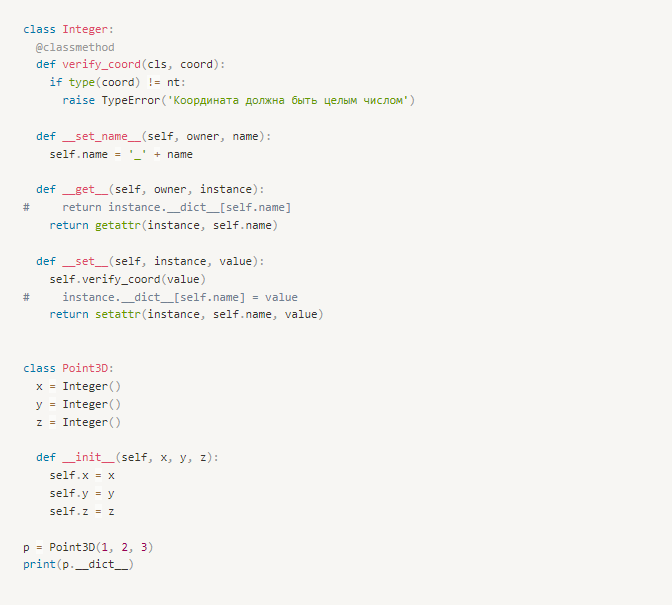 class Integer:
  @classmethod
  def verify_coord(cls, coord):
    if type(coord) != nt:
      raise TypeError('Координата должна быть целым числом')

  def __set_name__(self, owner, name):
    self.name = '_' + name

  def __get__(self, owner, instance):
#     return instance.__dict__[self.name]
    return getattr(instance, self.name)

  def __set__(self, instance, value):
    self.verify_coord(value)
#     instance.__dict__[self.name] = value
    return setattr(instance, self.name, value)


class Point3D:
  x = Integer()
  y = Integer()
  z = Integer()

  def __init__(self, x, y, z):
    self.x = x
    self.y = y
    self.z = z

p = Point3D(1, 2, 3)
print(p.__dict__)